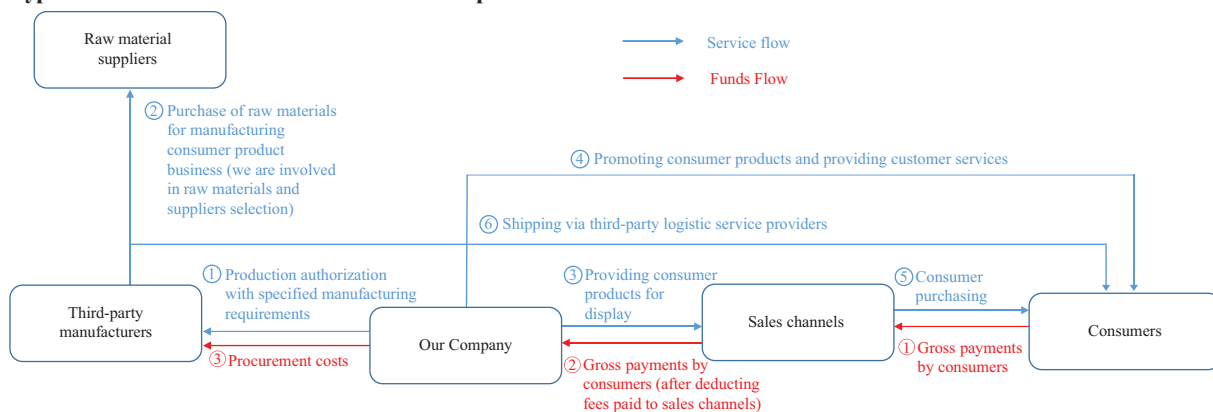 Raw material
suppliers
Service flow
Funds Flow
② Purchase of raw materials
for manufacturing
consumer product
business (we are involved
in raw materials and
suppliers selection)
④ Promoting consumer products and providing customer services
⑥ Shipping via third-party logistic service providers
① Production authorization
with specified manufacturing
requirements
③ Providing consumer
products for
display
⑤ Consumer
purchasing
Third-party
manufacturers
Our Company
Sales channels
Consumers
③ Procurement costs
② Gross payments by
consumers (after deducting
fees paid to sales channels)
① Gross payments
by consumers